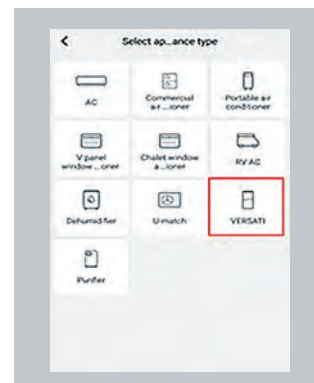 Select ap...ance type
AC
Commercial
air ...ioner
Portable air
conditioner
V panel
window ...oner
Chalet window
a...ioner
RV AC
Dehumidifier
U-match
VERSATI
Purifier